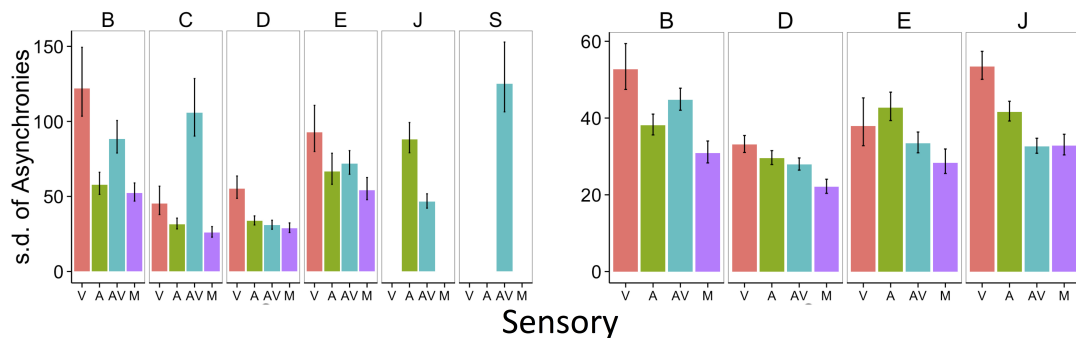 B C D E J S
B D E J
s.d. of Asynchronies
150
100
50
0
60
40
20
0
V A AV M V A AV M V A AV M V A AV M V A AV M V A AV M
V A AV M V A AV M V A AV M V A AV M
Sensory